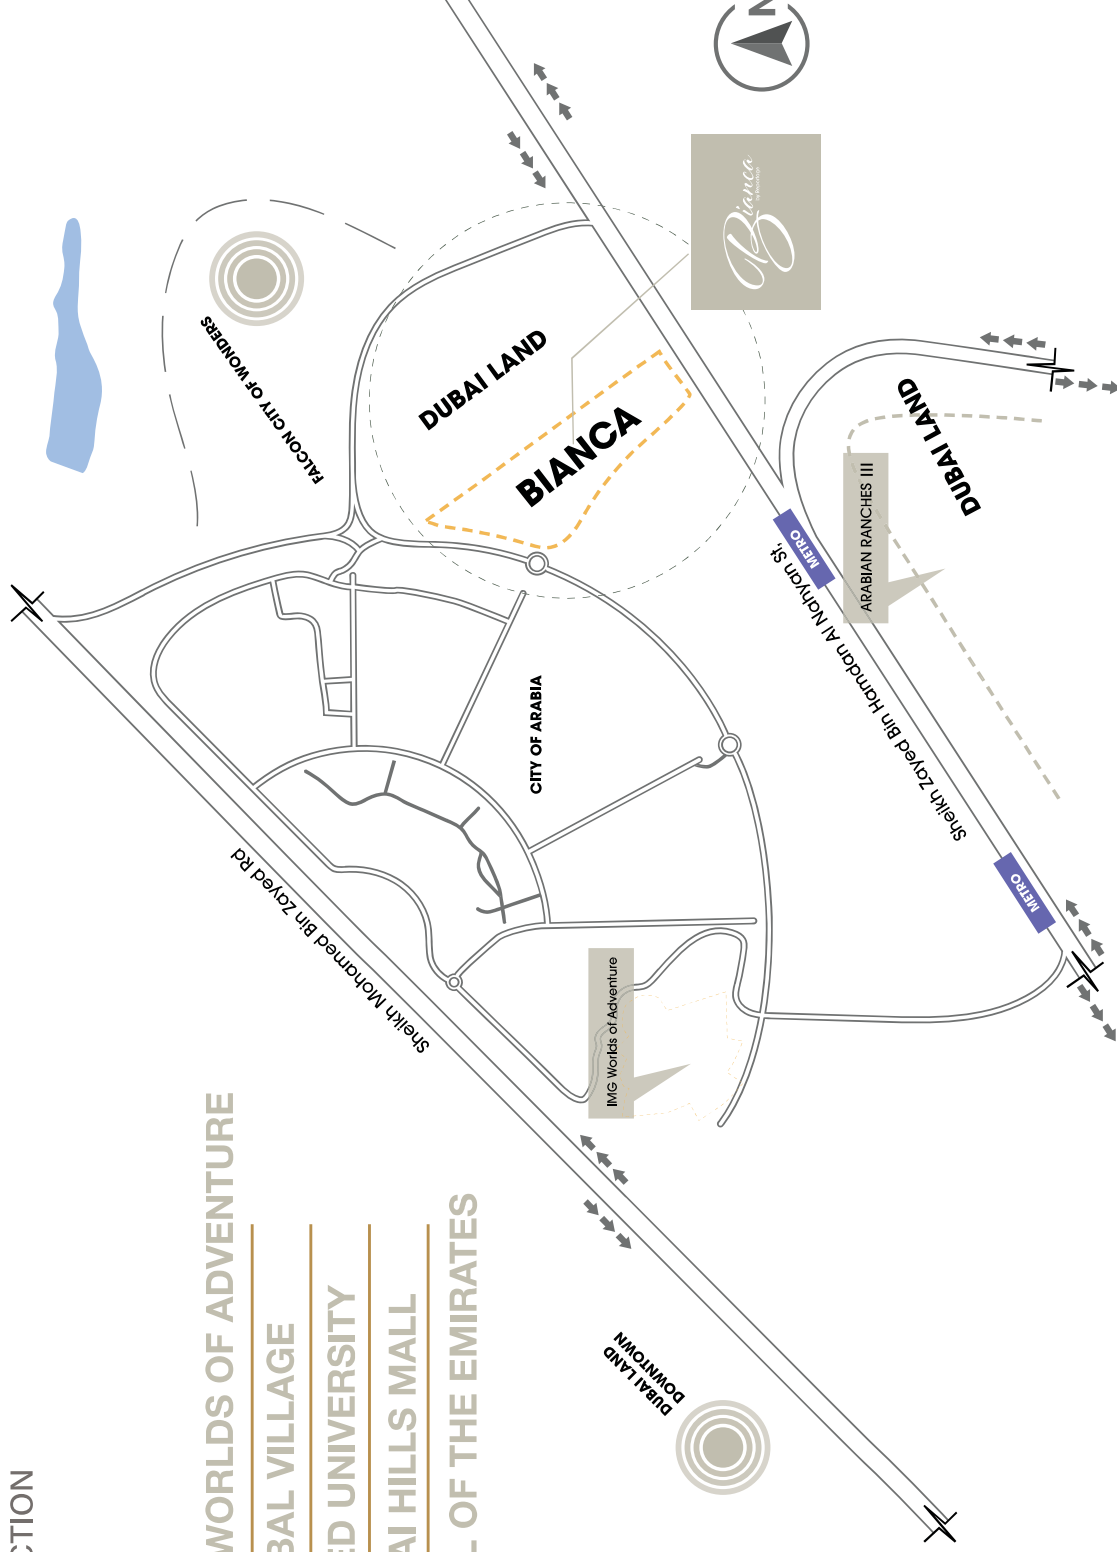 CTION
WORLDS OF ADVENTURE
BAL VILLAGE
ED UNIVERSITY
AI HILLS MALL
L OF THE EMIRATES
FALCON CITY OF WONDERS
DUBAI LAND
BIANCA
Bianca
N
CITY OF ARABIA
METRO
Sheikh Zayed Bin Hamdan Al Nahyan St,
ARABIAN RANCHES III
DUBAI LAND
METRO
Sheikh Mohamed Bin Zayed Rd
IMG Worlds of Adventure
DUBAI LAND
DOWNTOWN